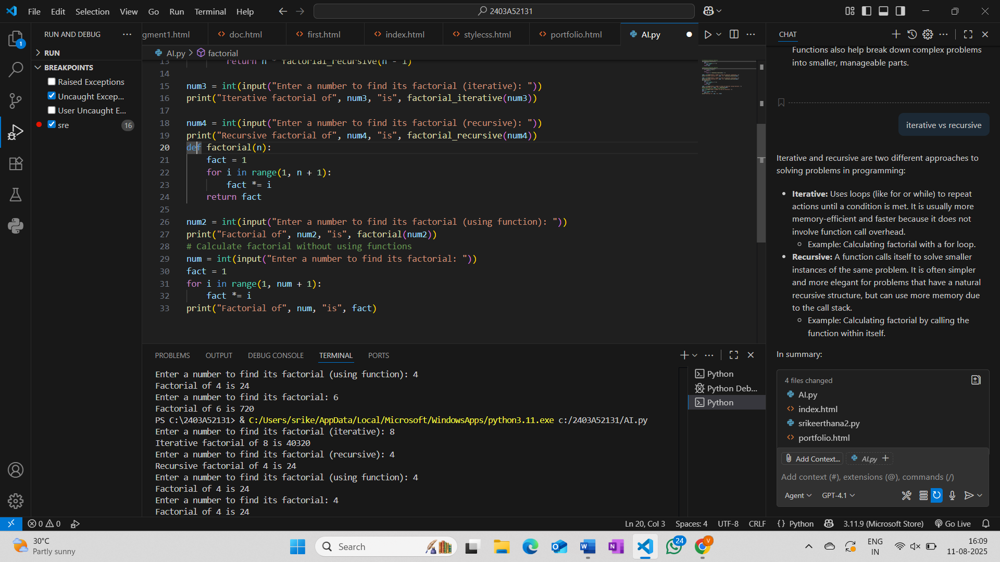 File Edit Selection View Go Run Terminal Help
2403A52131
RUN AND DEBUG
RUN
BREAKPOINTS
Raised Exceptions
Uncaught Excep...
User Uncaught E...
sre 16
1
gment1.html doc.html first.html index.html stylecss.html portfolio.html AI.py
AI.py > factorial
13 return n * factorial_recursive(n - 1)
14
15 num3 = int(input("Enter a number to find its factorial (iterative): "))
16 print("Iterative factorial of", num3, "is", factorial_iterative(num3))
17
18 num4 = int(input("Enter a number to find its factorial (recursive): "))
19 print("Recursive factorial of", num4, "is", factorial_recursive(num4))
20 def factorial(n):
21 fact = 1
22 for i in range(1, n + 1):
23 fact *= i
24 return fact
25
26 num2 = int(input("Enter a number to find its factorial (using function): "))
27 print("Factorial of", num2, "is", factorial(num2))
28 # Calculate factorial without using functions
29 num = int(input("Enter a number to find its factorial: "))
30 fact = 1
31 for i in range(1, num + 1):
32 fact *= i
33 print("Factorial of", num, "is", fact)
PROBLEMS OUTPUT DEBUG CONSOLE TERMINAL PORTS
Enter a number to find its factorial (using function): 4
Factorial of 4 is 24
Enter a number to find its factorial: 6
Factorial of 6 is 720
PS C:\2403A52131> & C:/Users/srike/AppData/Local/Microsoft/WindowsApps/python3.11.exe c:/2403A52131/AI.py
Enter a number to find its factorial (iterative): 8
Iterative factorial of 8 is 40320
Enter a number to find its factorial (recursive): 4
Recursive factorial of 4 is 24
Enter a number to find its factorial (using function): 4
Factorial of 4 is 24
Enter a number to find its factorial: 4
Factorial of 4 is 24
Python
Python Deb...
Python
CHAT
Functions also help break down complex problems
into smaller, manageable parts.
iterative vs recursive
Iterative and recursive are two different approaches to
solving problems in programming:
• Iterative: Uses loops (like for or while) to repeat
actions until a condition is met. It is usually more
memory-efficient and faster because it does not
involve function call overhead.
Example: Calculating factorial with a for loop.
• Recursive: A function calls itself to solve smaller
instances of the same problem. It is often simpler
and more elegant for problems that have a natural
recursive structure, but can use more memory due
to the call stack.
Example: Calculating factorial by calling the
function within itself.
In summary:
4 files changed
AI.py
index.html
srikeerthana2.py
portfolio.html
Add Context... AI.py +
Add context (#), extensions (@), commands (/)
Agent GPT-4.1
0 0
Ln 20, Col 3 Spaces: 4 UTF-8 CRLF {} Python 3.11.9 (Microsoft Store) Go Live
30°C
Partly sunny
Search
24
V
ENG
IN
16:09
11-08-2025